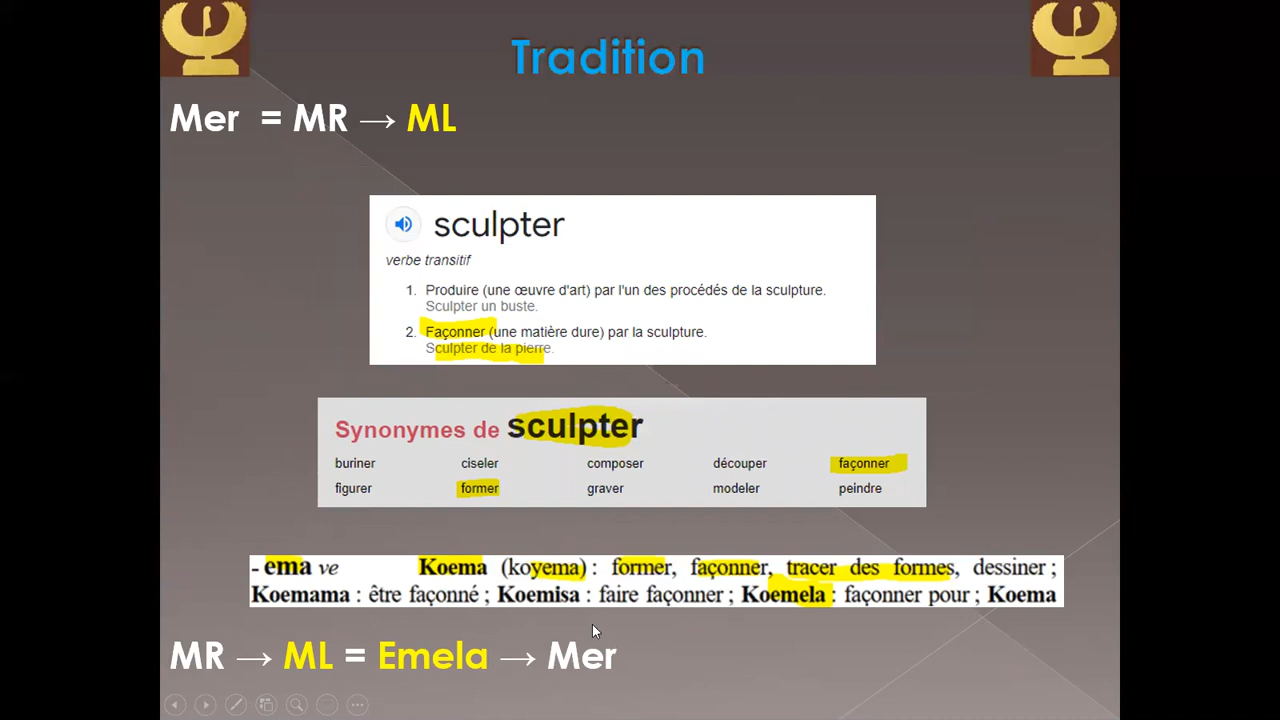 Tradition
Mer = MR → ML
sculpter
verbe transitif
1. Produire (une œuvre d'art) par l'un des procédés de la sculpture.
Sculpter un buste.
2. Façonner (une matière dure) par la sculpture.
Sculpter de la pierre.
Synonymes de sculpter
buriner ciseler composer découper façonner
figurer former graver modeler peindre
- ema ve Koema (koyema) : former, façonner, tracer des formes, dessiner ;
Koemama : être façonné ; Koemisa : faire façonner ; Koemela : façonner pour ; Koema
MR → ML = Emela → Mer